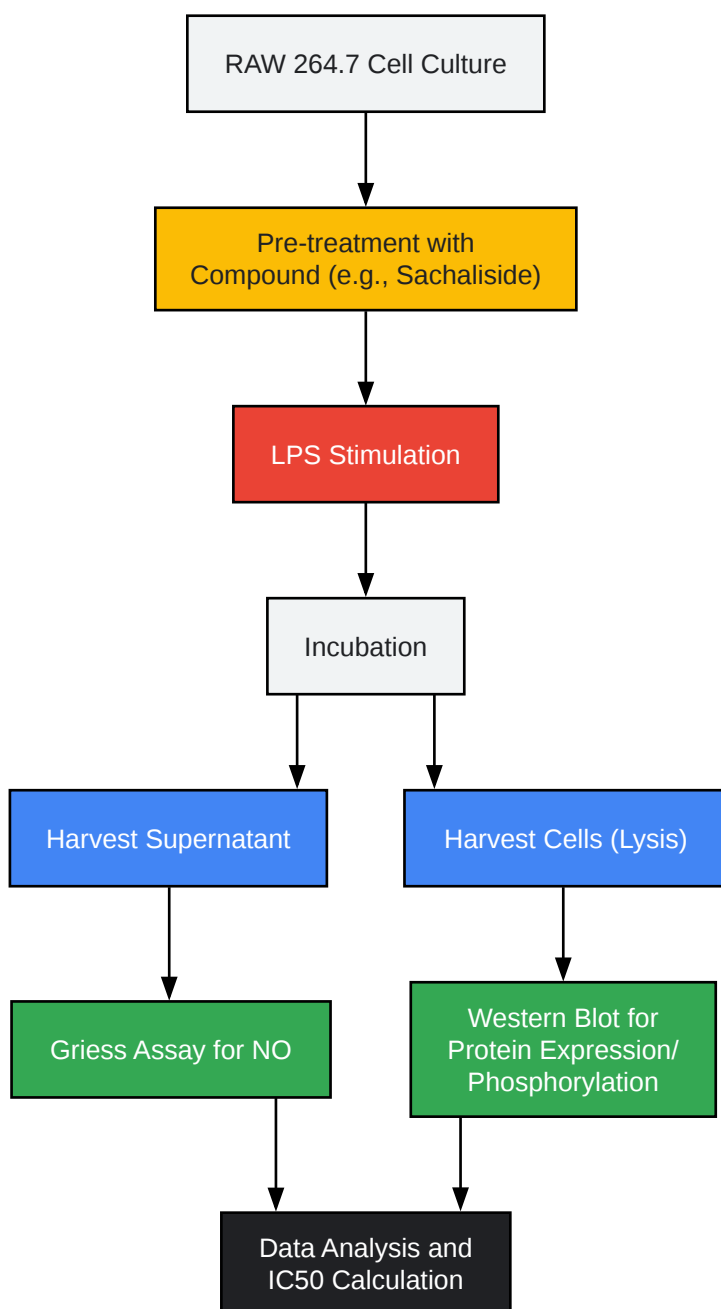 RAW 264.7 Cell Culture
Pre-treatment with
Compound (e.g., Sachaliside)
LPS Stimulation
Incubation
Harvest Supernatant
Harvest Cells (Lysis)
Griess Assay for NO
Western Blot for
Protein Expression/
Phosphorylation
Data Analysis and
IC50 Calculation